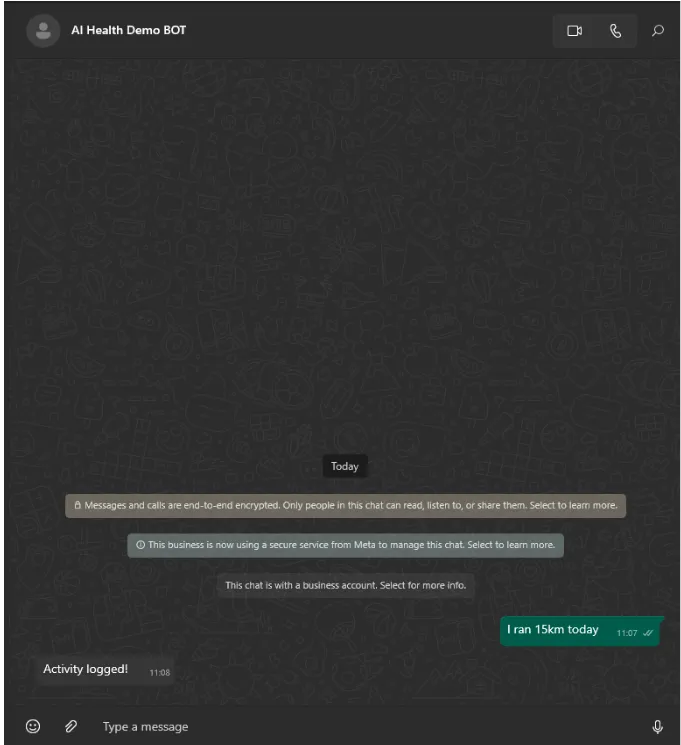 AI Health Demo BOT
Today
Messages and calls are end-to-end encrypted. Only people in this chat can read, listen to, or share them. Select to learn more.
This business is now using a secure service from Meta to manage this chat. Select to learn more.
This chat is with a business account. Select for more info.
I ran 15km today 11:07
Activity logged! 11:08
Type a message